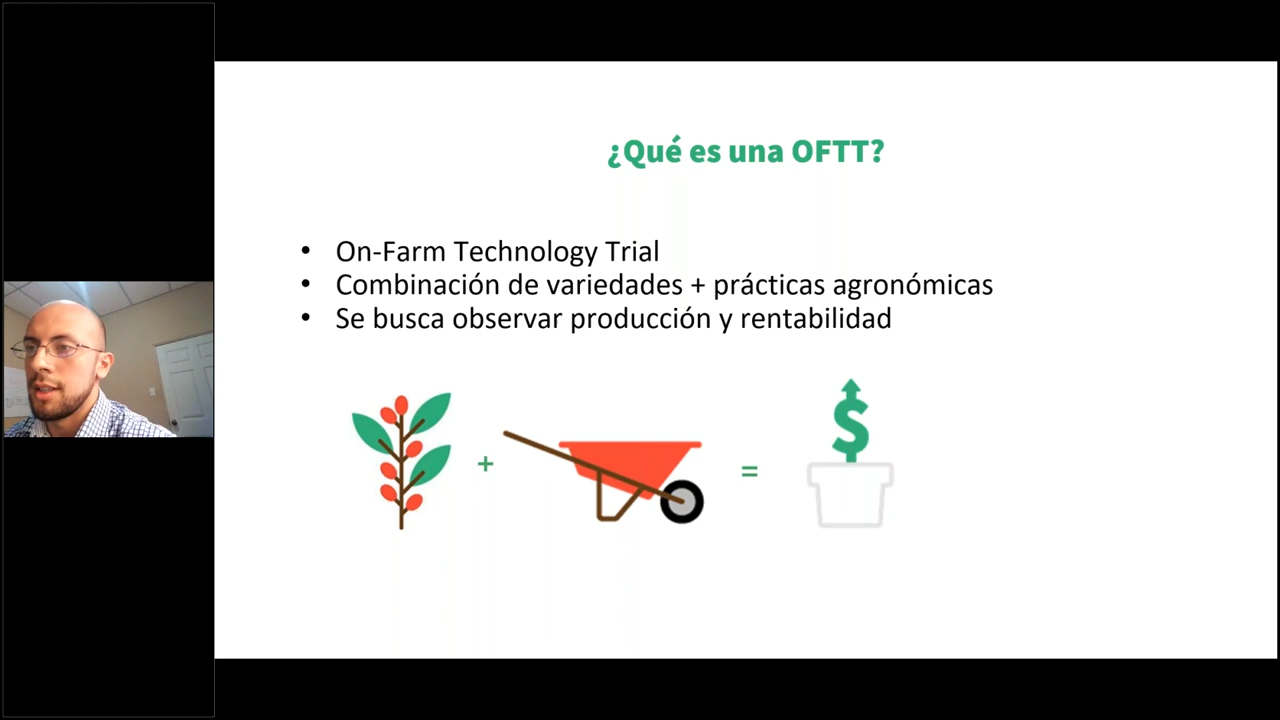 ¿Qué es una OFTT?
• On-Farm Technology Trial
• Combinación de variedades + prácticas agronómicas
• Se busca observar producción y rentabilidad
+ = $